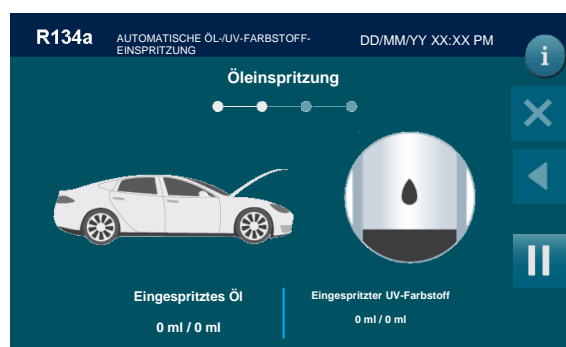 R134a
AUTOMATISCHE ÖL-/UV-FARBSTOFF-
EINSPRITZUNG
DD/MM/YY XX:XX PM
i
Öleinspritzung
Eingespritztes Öl
0 ml / 0 ml
Eingespritzter UV-Farbstoff
0 ml / 0 ml